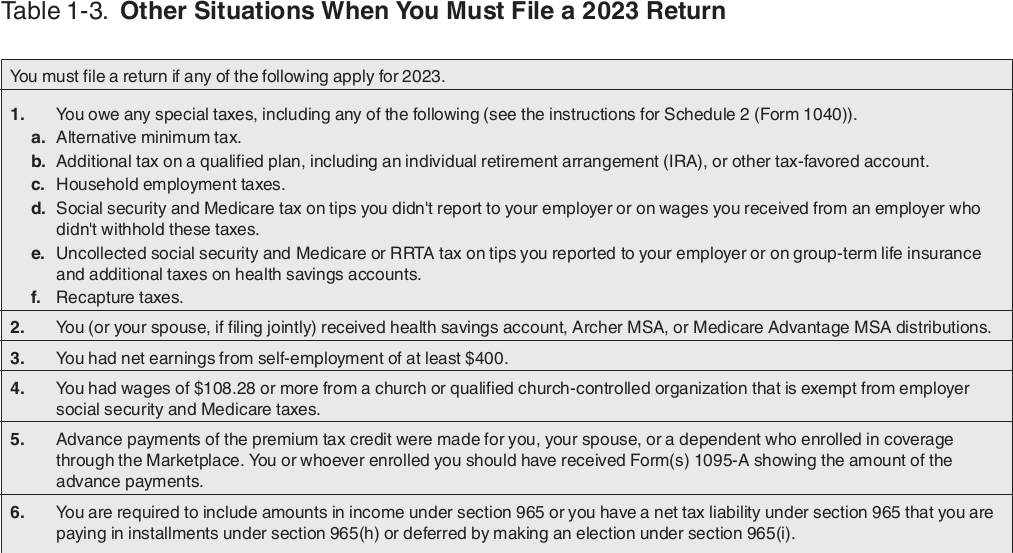 Table 1-3. Other Situations When You Must File a 2023 Return
You must file a return if any of the following apply for 2023.
1. You owe any special taxes, including any of the following (see the instructions for Schedule 2 (Form 1040)).
a. Alternative minimum tax.
b. Additional tax on a qualified plan, including an individual retirement arrangement (IRA), or other tax-favored account.
c. Household employment taxes.
d. Social security and Medicare tax on tips you didn't report to your employer or on wages you received from an employer who
didn't withhold these taxes.
e. Uncollected social security and Medicare or RRTA tax on tips you reported to your employer or on group-term life insurance
and additional taxes on health savings accounts.
f. Recapture taxes.
2. You (or your spouse, if filing jointly) received health savings account, Archer MSA, or Medicare Advantage MSA distributions.
3. You had net earnings from self-employment of at least $400.
4. You had wages of $108.28 or more from a church or qualified church-controlled organization that is exempt from employer
social security and Medicare taxes.
5. Advance payments of the premium tax credit were made for you, your spouse, or a dependent who enrolled in coverage
through the Marketplace. You or whoever enrolled you should have received Form(s) 1095-A showing the amount of the
advance payments.
6. You are required to include amounts in income under section 965 or you have a net tax liability under section 965 that you are
paying in installments under section 965(h) or deferred by making an election under section 965(i).